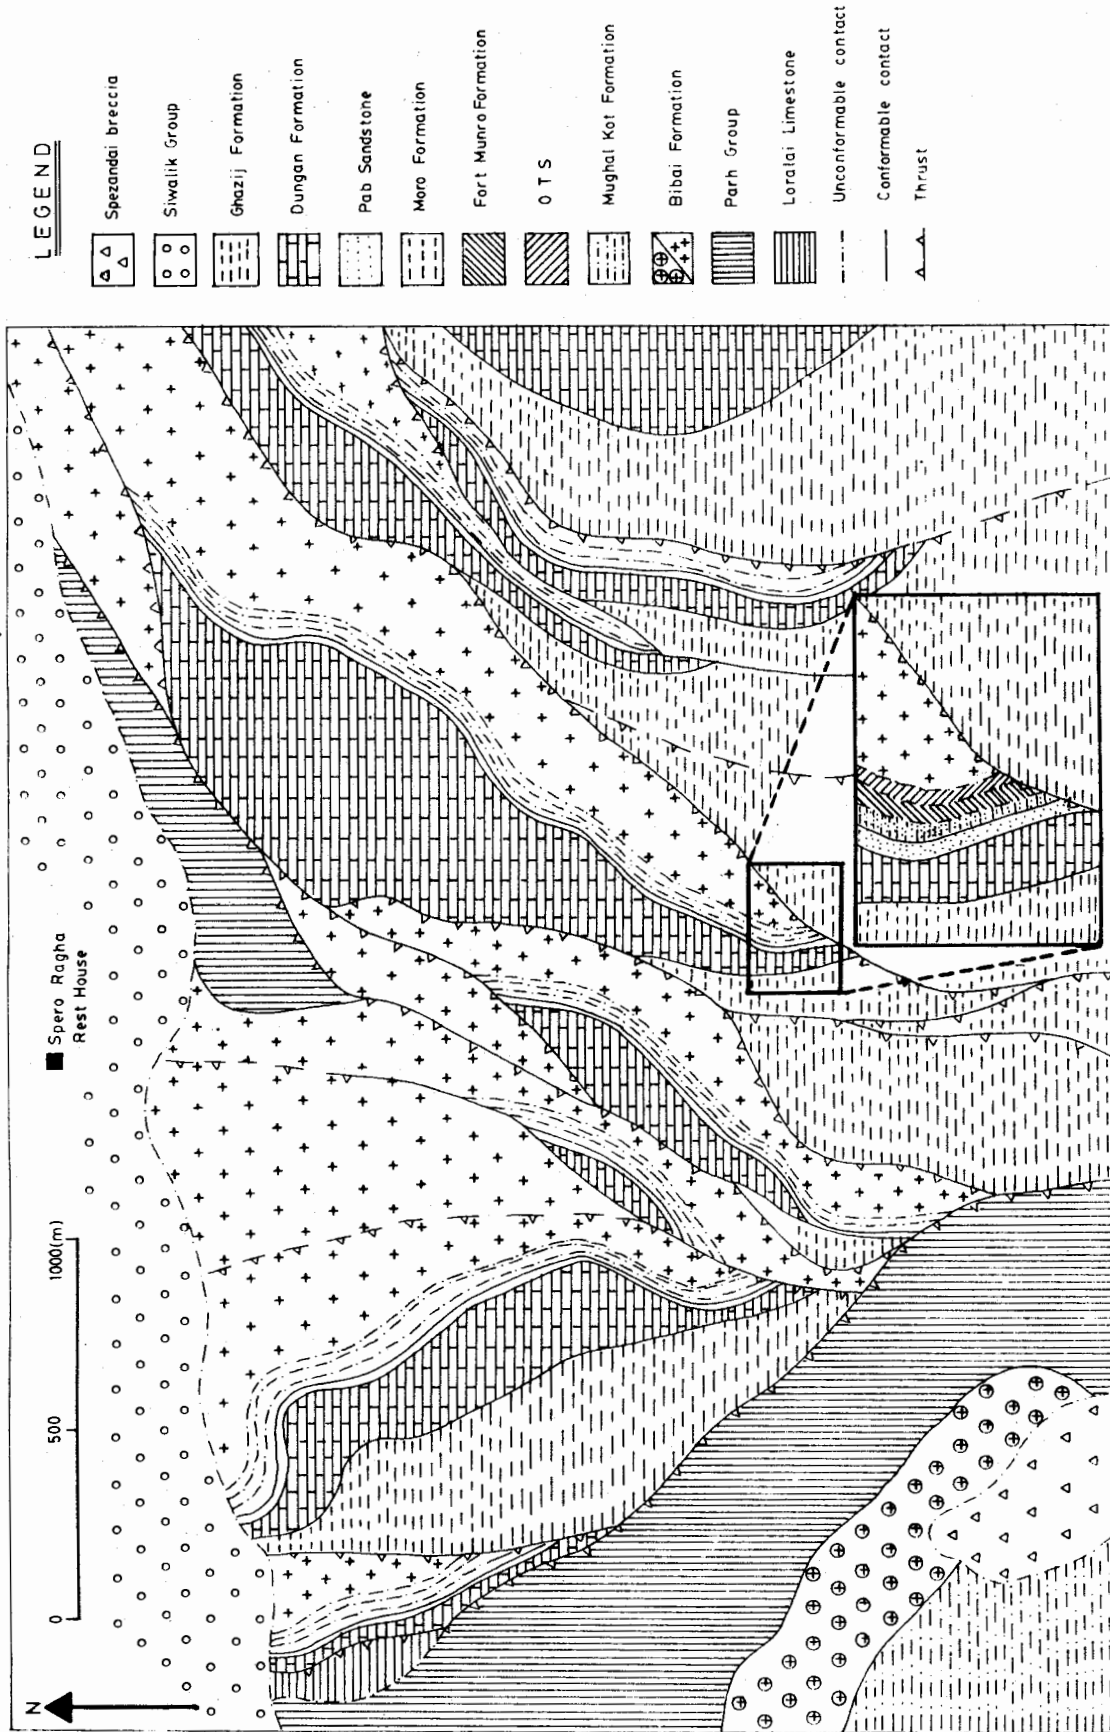 LEGEND
Spezandai breccia
Siwalik Group
Ghazij Formation
Dungan Formation
Pab Sandstone
Moro Formation
Fort Munro Formation
O T S
Mughal Kot Formation
Bibai Formation
Parh Group
Loralai Limestone
Unconformable contact
Conformable contact
Thrust
Spero Ragha
Rest House
0 500 1000(m)
N